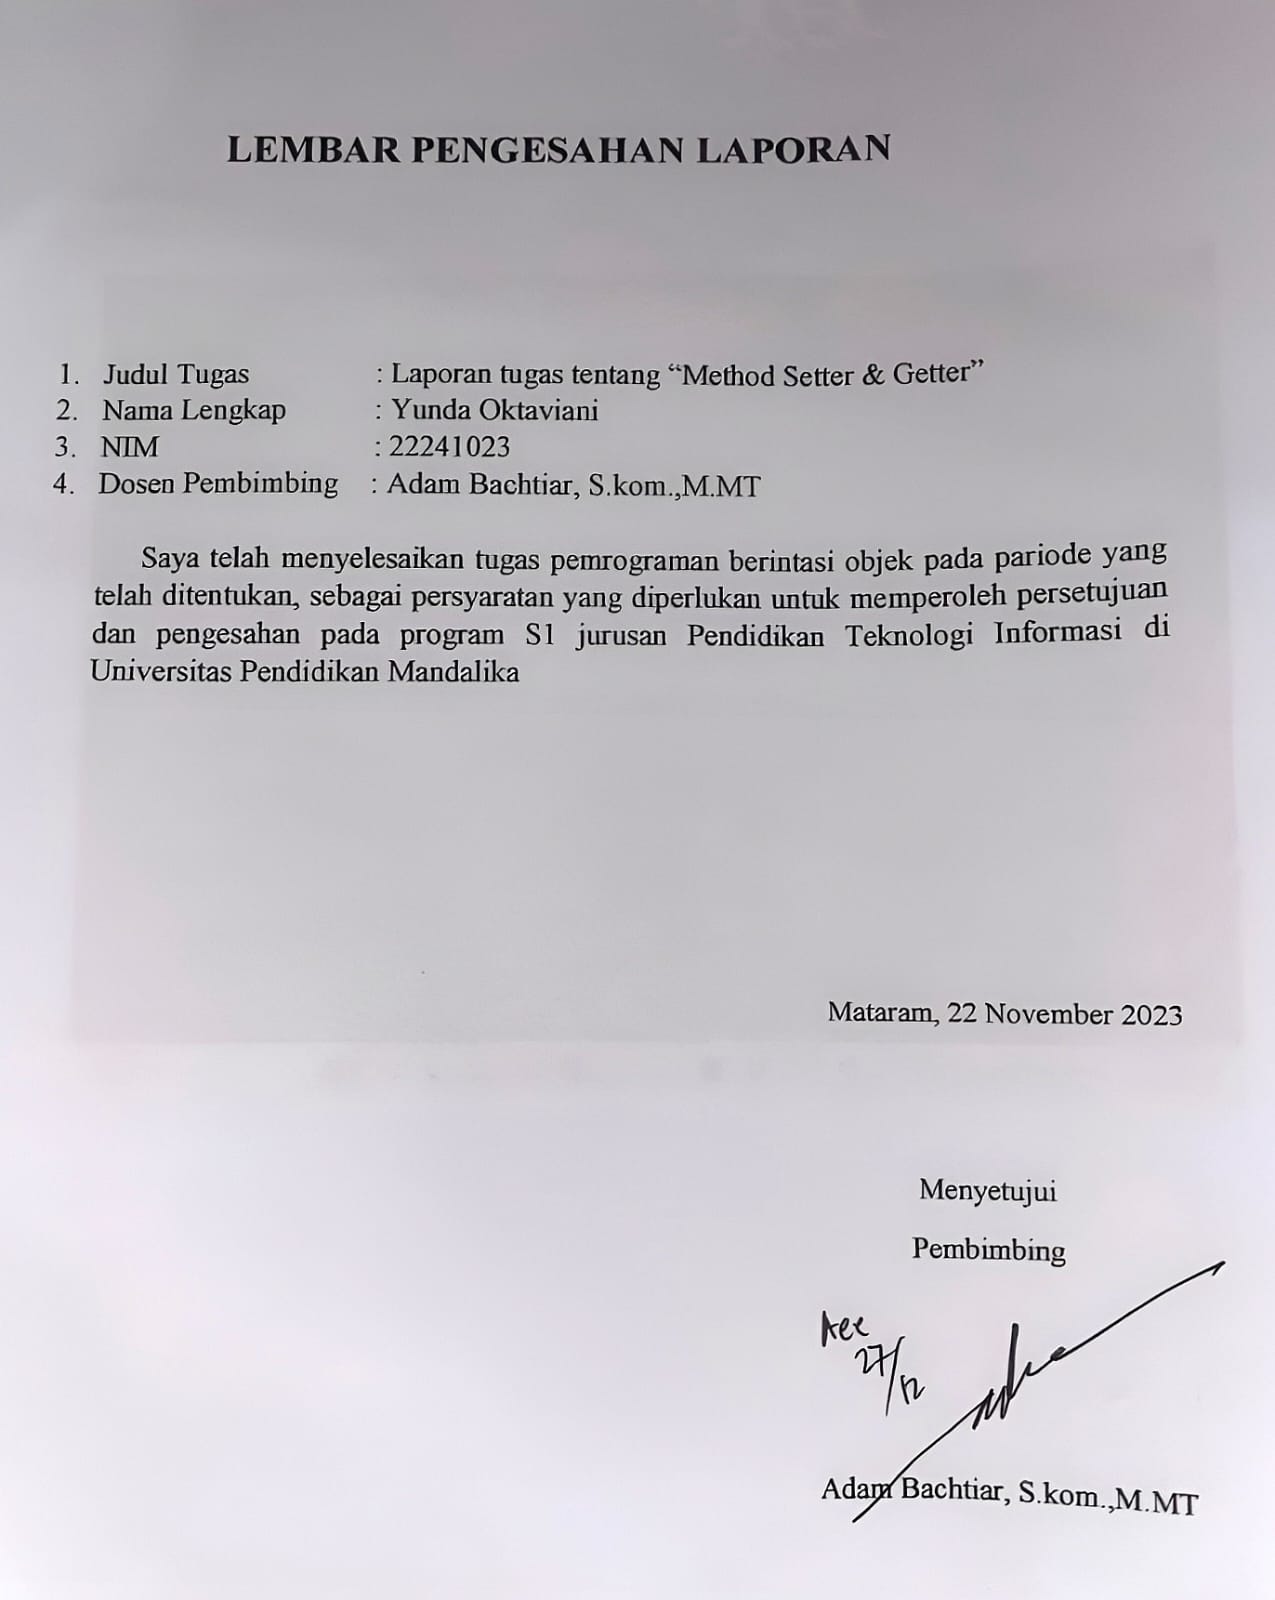 LEMBAR PENGESAHAN LAPORAN
1. Judul Tugas : Laporan tugas tentang “Method Setter & Getter”
2. Nama Lengkap : Yunda Oktaviani
3. NIM : 22241023
4. Dosen Pembimbing : Adam Bachtiar, S.kom.,M.MT
Saya telah menyelesaikan tugas pemrograman berintasi objek pada pariode yang
telah ditentukan, sebagai persyaratan yang diperlukan untuk memperoleh persetujuan
dan pengesahan pada program S1 jurusan Pendidikan Teknologi Informasi di
Universitas Pendidikan Mandalika
Mataram, 22 November 2023
Menyetujui
Pembimbing
Acc
27/12
Adam Bachtiar, S.kom.,M.MT